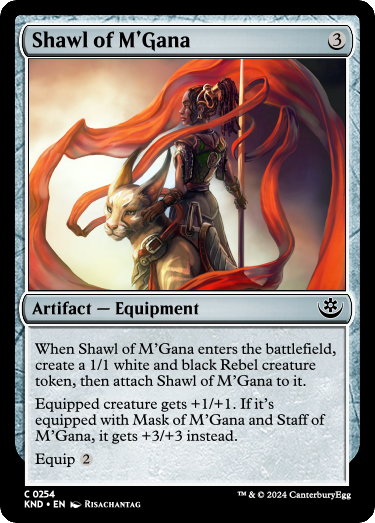 Shawl of M'Gana 3
Artifact — Equipment
When Shawl of M'Gana enters the battlefield,
create a 1/1 white and black Rebel creature
token, then attach Shawl of M'Gana to it.
Equipped creature gets +1/+1. If it's
equipped with Mask of M'Gana and Staff of
M'Gana, it gets +3/+3 instead.
Equip 2
C 0254
KND • EN Risachantag ™ & © 2024 CanterburyEgg